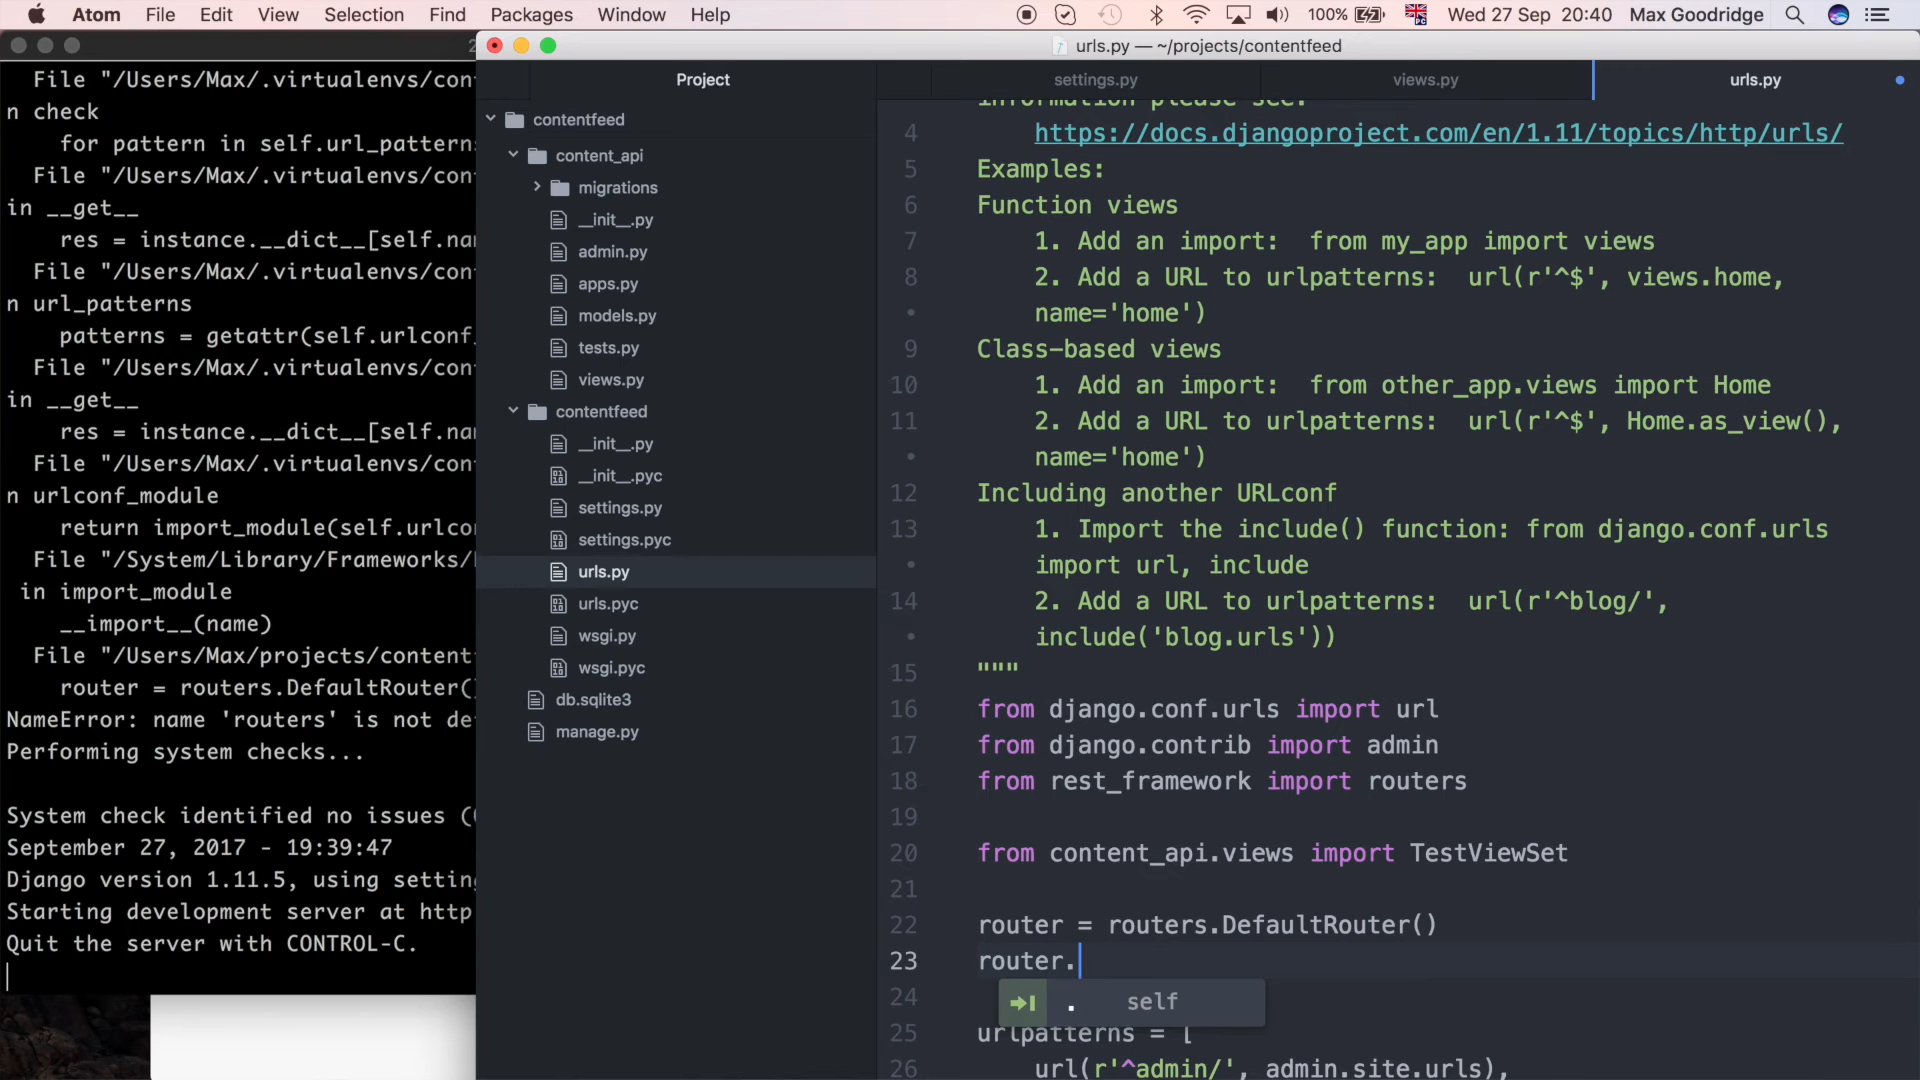 Atom File Edit View Selection Find Packages Window Help 100% Wed 27 Sep 20:40 Max Goodridge
urls.py — ~/projects/contentfeed
File "/Users/Max/.virtualenvs/con
n check
for pattern in self.url_patterns
File "/Users/Max/.virtualenvs/con
in __get__
res = instance.__dict__[self.na
File "/Users/Max/.virtualenvs/con
n url_patterns
patterns = getattr(self.urlconf
File "/Users/Max/.virtualenvs/con
in __get__
res = instance.__dict__[self.na
File "/Users/Max/.virtualenvs/con
n urlconf_module
return import_module(self.urlco
File "/System/Library/Frameworks/
in import_module
__import__(name)
File "/Users/Max/projects/content
router = routers.DefaultRouter(
NameError: name 'routers' is not de
Performing system checks...
System check identified no issues (
September 27, 2017 - 19:39:47
Django version 1.11.5, using settin
Starting development server at http
Quit the server with CONTROL-C.
Project
contentfeed
content_api
migrations
__init__.py
admin.py
apps.py
models.py
tests.py
views.py
contentfeed
__init__.py
__init__.pyc
settings.py
settings.pyc
urls.py
urls.pyc
wsgi.py
wsgi.pyc
db.sqlite3
manage.py
settings.py views.py urls.py
information please see:
4 https://docs.djangoproject.com/en/1.11/topics/http/urls/
5 Examples:
6 Function views
7 1. Add an import:  from my_app import views
8 2. Add a URL to urlpatterns:  url(r'^$', views.home,
• name='home')
9 Class-based views
10 1. Add an import:  from other_app.views import Home
11 2. Add a URL to urlpatterns:  url(r'^$', Home.as_view(),
• name='home')
12 Including another URLconf
13 1. Import the include() function: from django.conf.urls
• import url, include
14 2. Add a URL to urlpatterns:  url(r'^blog/',
• include('blog.urls'))
15 """
16 from django.conf.urls import url
17 from django.contrib import admin
18 from rest_framework import routers
19
20 from content_api.views import TestViewSet
21
22 router = routers.DefaultRouter()
23 router.
24 . self
25 urlpatterns = [
26 url(r'^admin/', admin.site.urls),